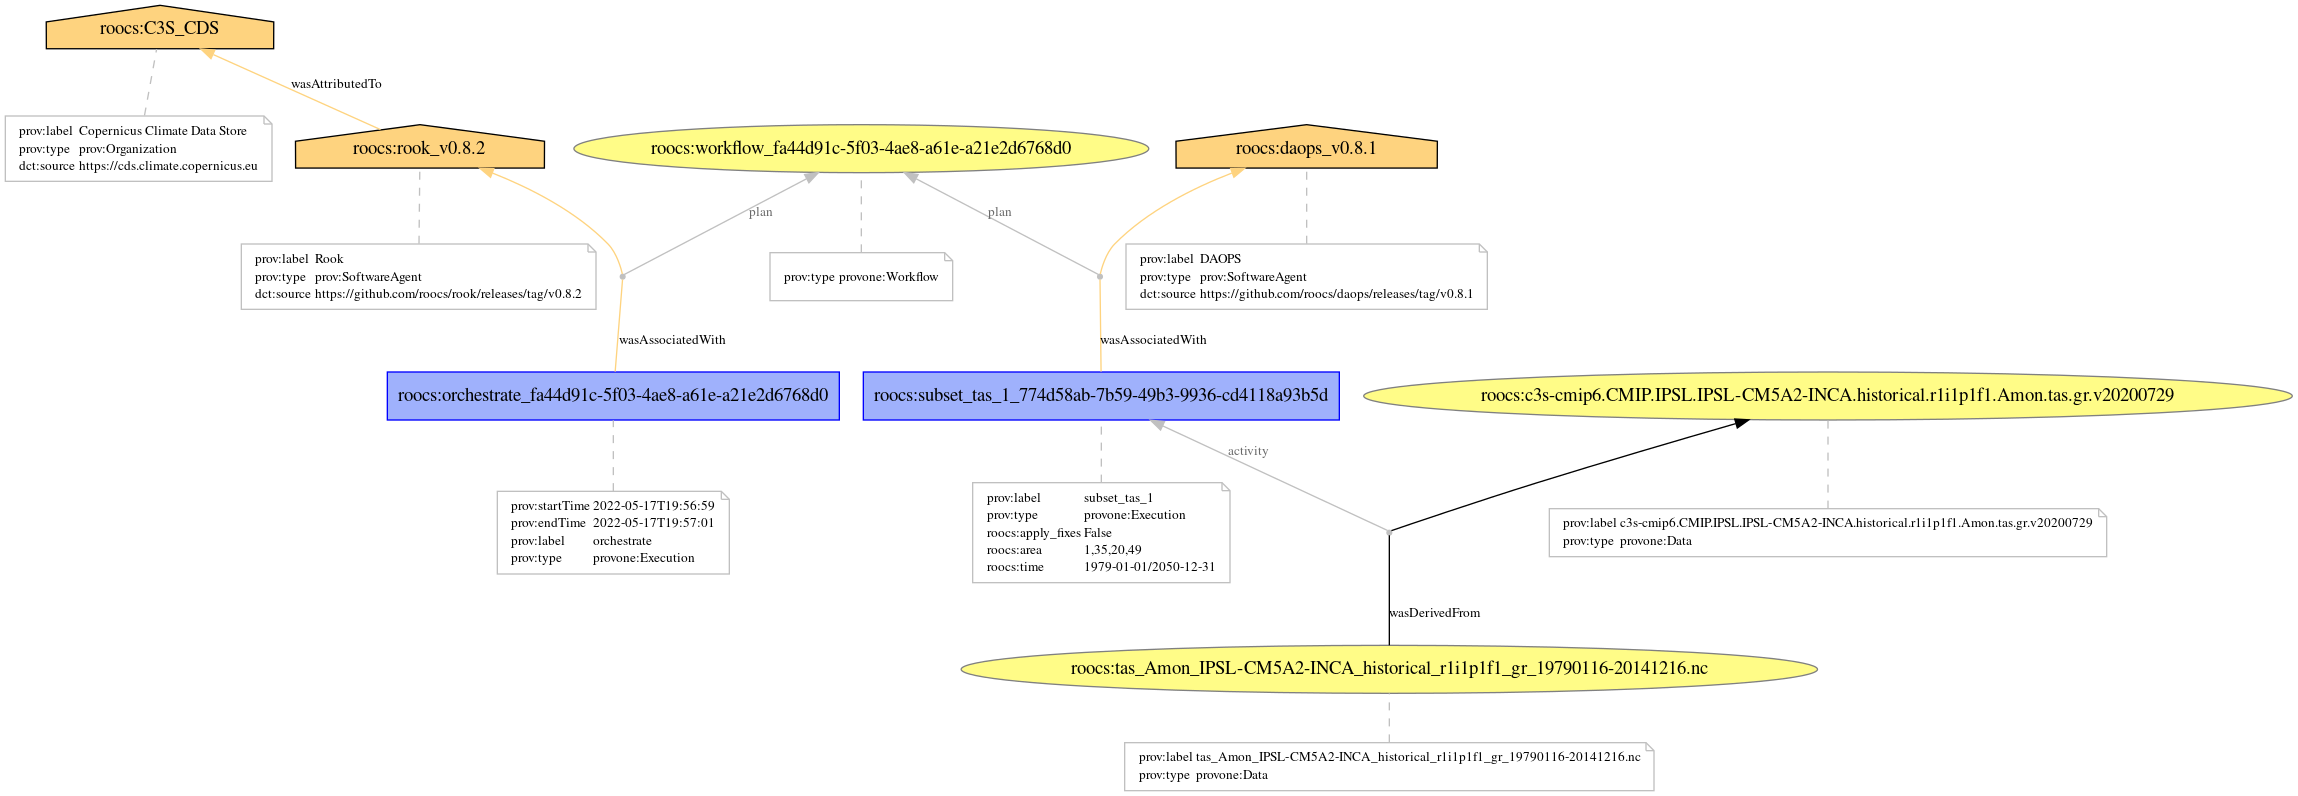 roocs:C3S_CDS
wasAttributedTo
prov:label Copernicus Climate Data Store
prov:type prov:Organization
dct:source https://cds.climate.copernicus.eu
roocs:rook_v0.8.2
roocs:workflow_fa44d91c-5f03-4ae8-a61e-a21e2d6768d0
roocs:daops_v0.8.1
plan
plan
prov:label Rook
prov:type prov:SoftwareAgent
dct:source https://github.com/roocs/rook/releases/tag/v0.8.2
prov:type provone:Workflow
prov:label DAOPS
prov:type prov:SoftwareAgent
dct:source https://github.com/roocs/daops/releases/tag/v0.8.1
wasAssociatedWith
wasAssociatedWith
roocs:orchestrate_fa44d91c-5f03-4ae8-a61e-a21e2d6768d0
roocs:subset_tas_1_774d58ab-7b59-49b3-9936-cd4118a93b5d
roocs:c3s-cmip6.CMIP.IPSL.IPSL-CM5A2-INCA.historical.r1i1p1f1.Amon.tas.gr.v20200729
activity
prov:startTime 2022-05-17T19:56:59
prov:endTime 2022-05-17T19:57:01
prov:label orchestrate
prov:type provone:Execution
prov:label subset_tas_1
prov:type provone:Execution
roocs:apply_fixes False
roocs:area 1,35,20,49
roocs:time 1979-01-01/2050-12-31
prov:label c3s-cmip6.CMIP.IPSL.IPSL-CM5A2-INCA.historical.r1i1p1f1.Amon.tas.gr.v20200729
prov:type provone:Data
wasDerivedFrom
roocs:tas_Amon_IPSL-CM5A2-INCA_historical_r1i1p1f1_gr_19790116-20141216.nc
prov:label tas_Amon_IPSL-CM5A2-INCA_historical_r1i1p1f1_gr_19790116-20141216.nc
prov:type provone:Data